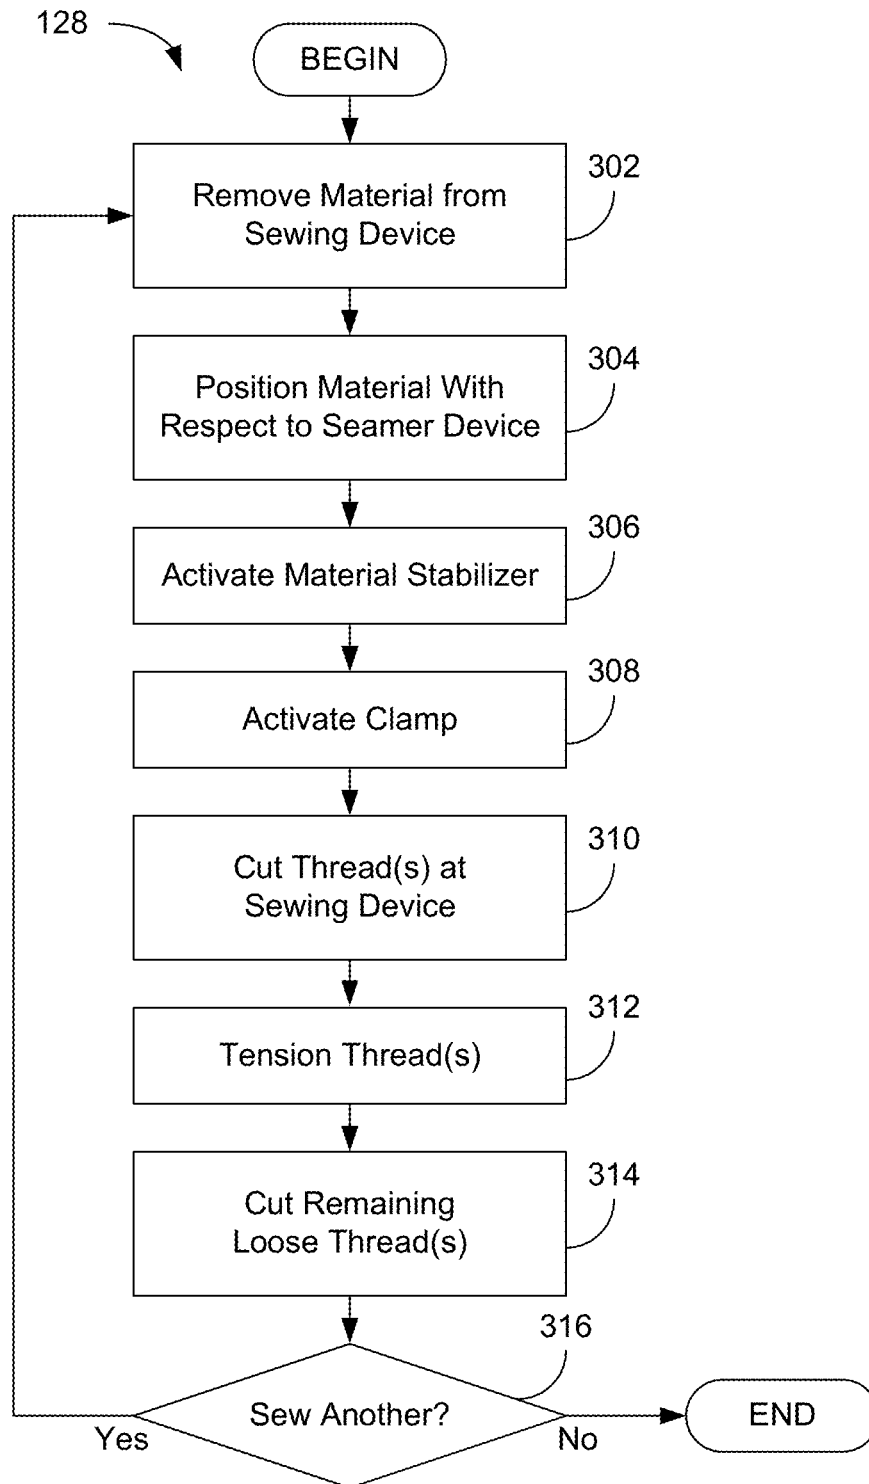 128
BEGIN
302
Remove Material from
Sewing Device
304
Position Material With
Respect to Seamer Device
306
Activate Material Stabilizer
308
Activate Clamp
310
Cut Thread(s) at
Sewing Device
312
Tension Thread(s)
314
Cut Remaining
Loose Thread(s)
316
Sew Another?
Yes
No
END